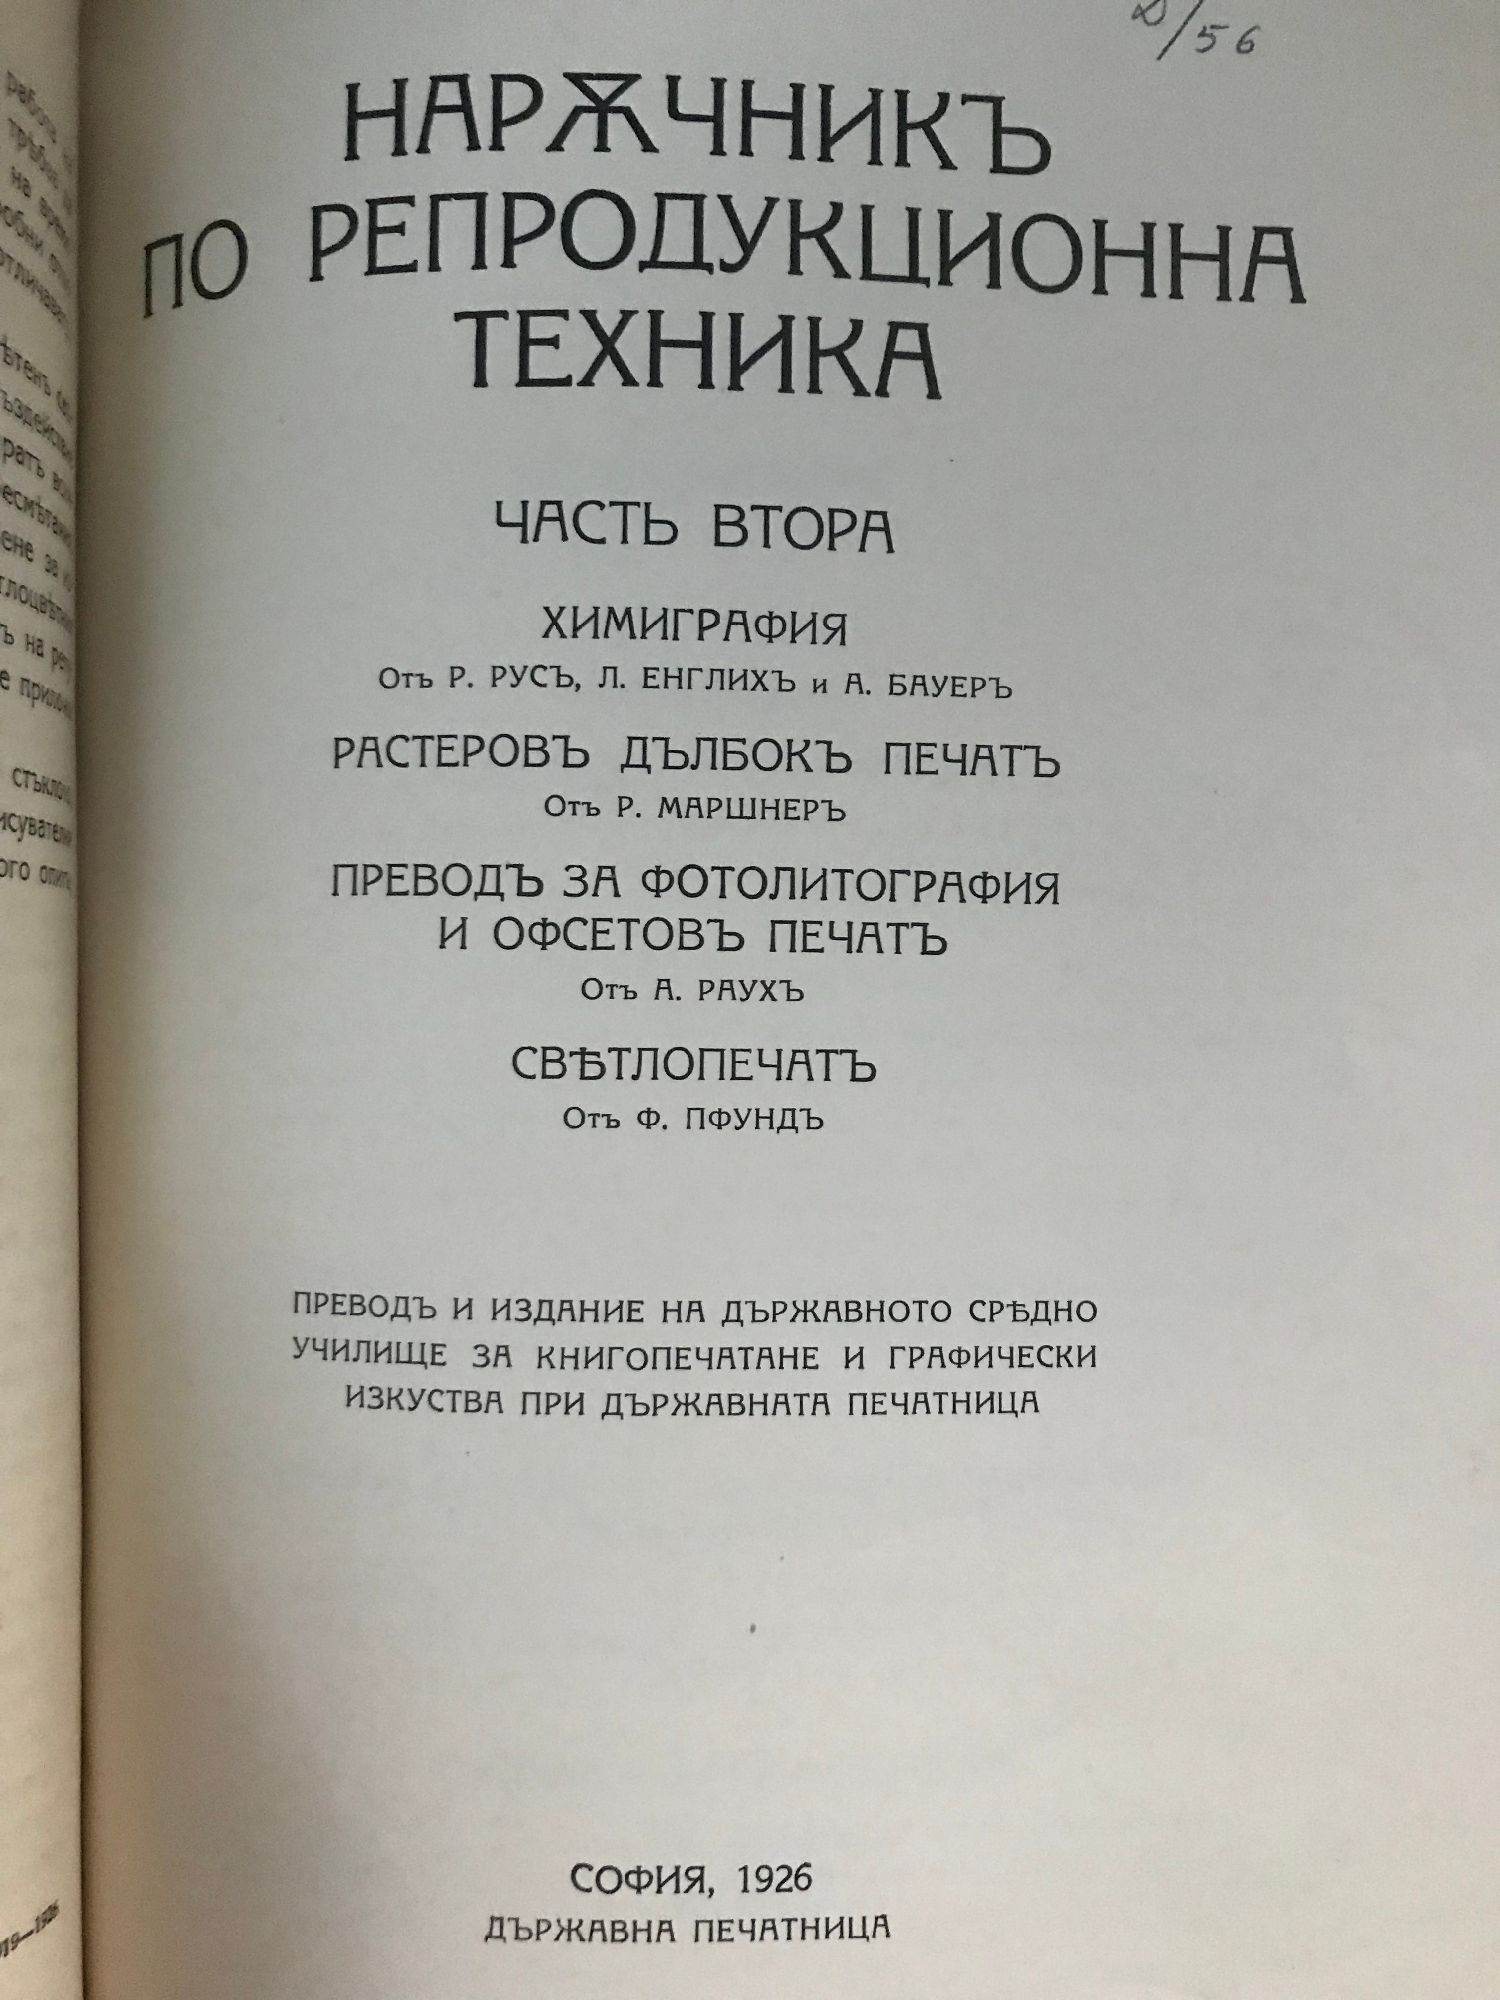 Д/56
НАРѪЧНИКЪ
ПО РЕПРОДУКЦИОННА
ТЕХНИКА
ЧАСТЬ ВТОРА
ХИМИГРАФИЯ
Отъ Р. РУСЪ, Л. ЕНГЛИХЪ и А. БАУЕРЪ
РАСТЕРОВЪ ДЪЛБОКЪ ПЕЧАТЪ
Отъ Р. МАРШНЕРЪ
ПРЕВОДЪ ЗА ФОТОЛИТОГРАФИЯ
И ОФСЕТОВЪ ПЕЧАТЪ
Отъ А. РАУХЪ
СВѢТЛОПЕЧАТЪ
Отъ Ф. ПФУНДЪ
ПРЕВОДЪ И ИЗДАНИЕ НА ДЪРЖАВНОТО СРѢДНО
УЧИЛИЩЕ ЗА КНИГОПЕЧАТАНЕ И ГРАФИЧЕСКИ
ИЗКУСТВА ПРИ ДЪРЖАВНАТА ПЕЧАТНИЦА
СОФИЯ, 1926
ДЪРЖАВНА ПЕЧАТНИЦА